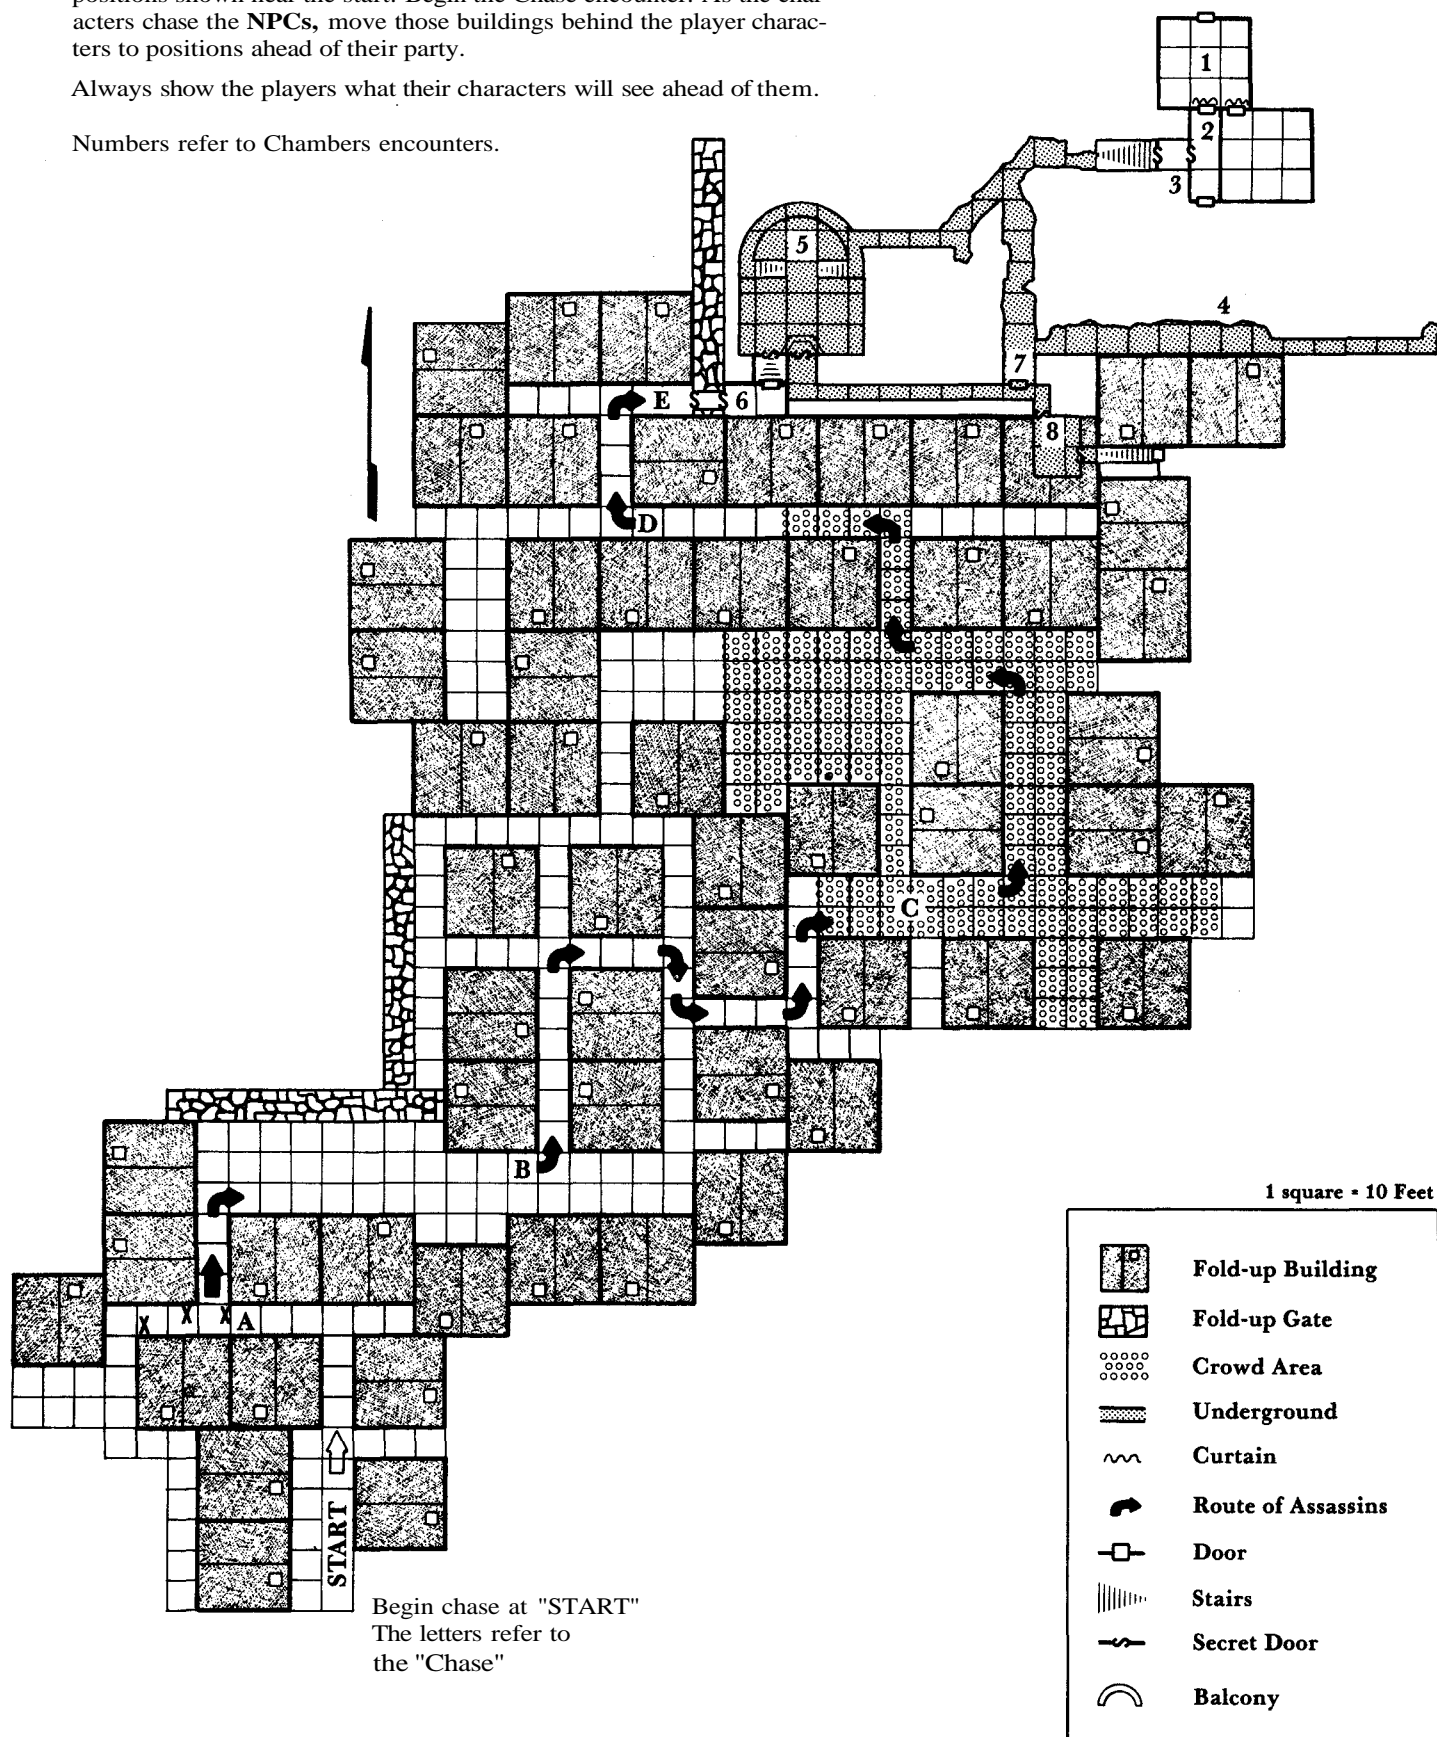 positions shown near the start. Begin the Chase encounter. As the char-
acters chase the NPCs, move those buildings behind the player charac-
ters to positions ahead of their party.
Always show the players what their characters will see ahead of them.
Numbers refer to Chambers encounters.
1
2
3
5
4
7
E
6
8
D
C
B
A
START
Begin chase at "START"
The letters refer to
the "Chase"
1 square = 10 Feet
Fold-up Building
Fold-up Gate
Crowd Area
Underground
Curtain
Route of Assassins
Door
Stairs
Secret Door
Balcony